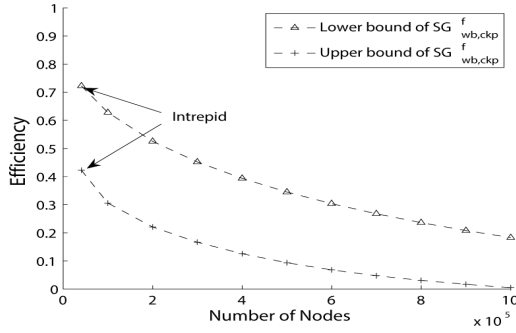 1
0.9
0.8
0.7
0.6
0.5
0.4
0.3
0.2
0.1
0
Efficiency
Lower bound of SG f wb,ckp
Upper bound of SG f wb,ckp
Intrepid
0 2 4 6 8 10
Number of Nodes
x 10 5